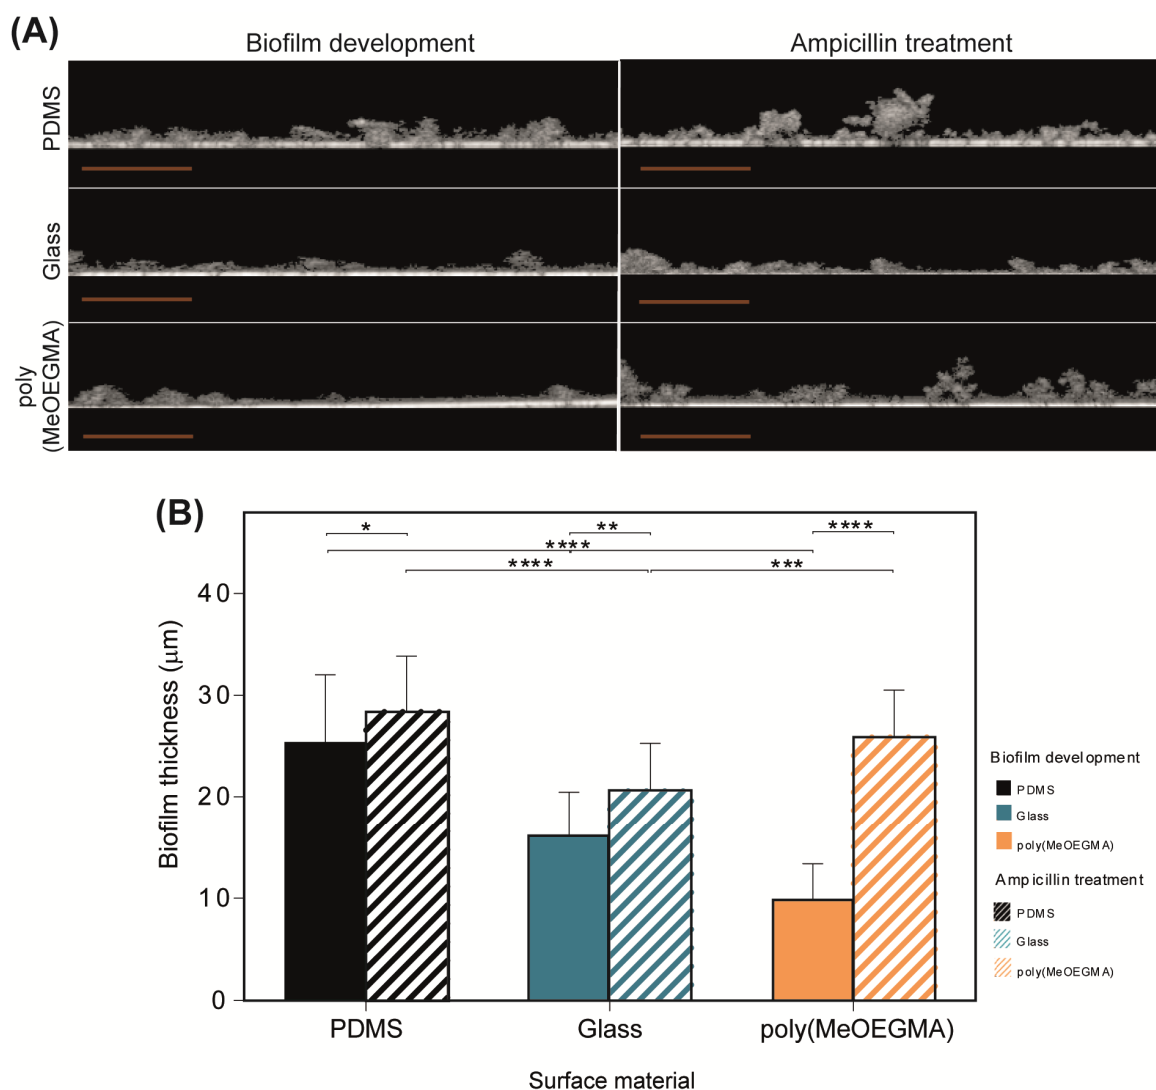 (A)
Biofilm development
Ampicillin treatment
PDMS
Glass
poly
(MeOEGMA)
(B)
*
**
****
****
****
***
Biofilm thickness (μm)
40
30
20
10
0
PDMS
Glass
poly(MeOEGMA)
Surface material
Biofilm development
PDMS
Glass
poly(MeOEGMA)
Ampicillin treatment
PDMS
Glass
poly(MeOEGMA)